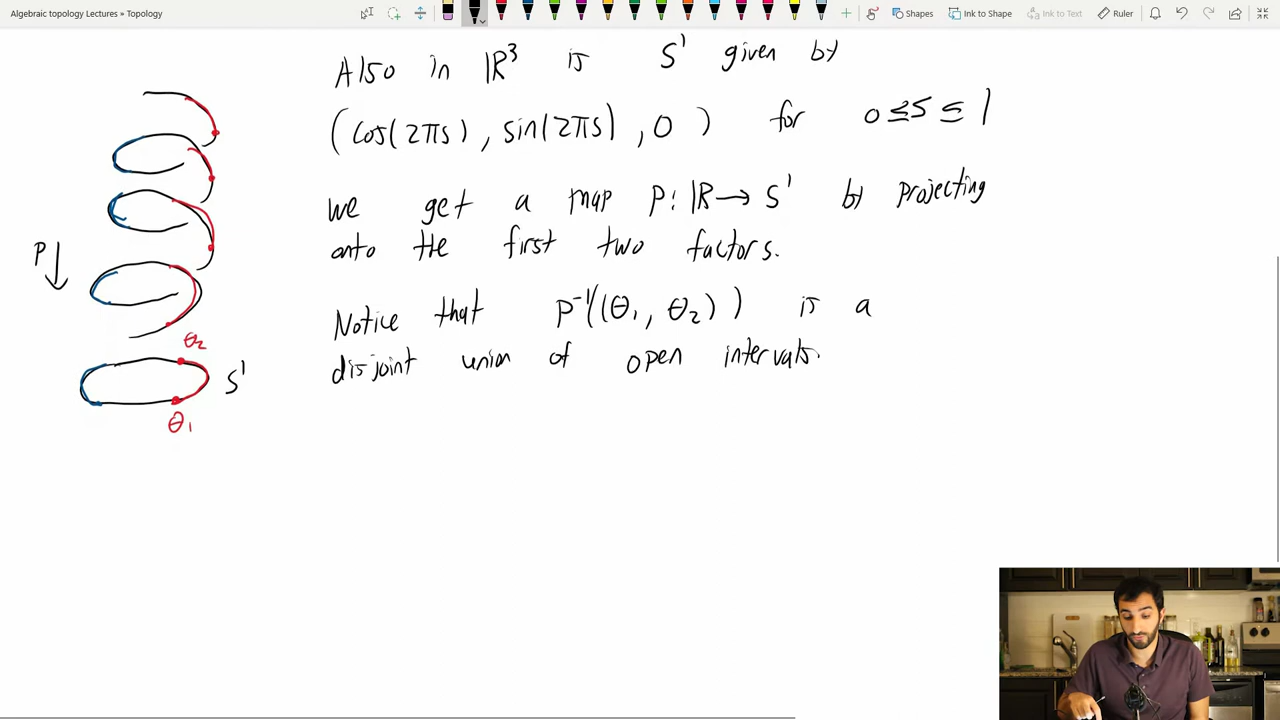 Algebraic topology Lectures » Topology
Shapes
Ink to Shape
Ink to Text
Ruler
Also in ℝ³ is S¹ given by
(cos(2πs), sin(2πs), 0) for 0 ≤ s ≤ 1
We get a map P: ℝ → S¹ by projecting
onto the first two factors.
Notice that P⁻¹((θ₁, θ₂)) is a
disjoint union of open intervals.
P
θ₂
S¹
θ₁